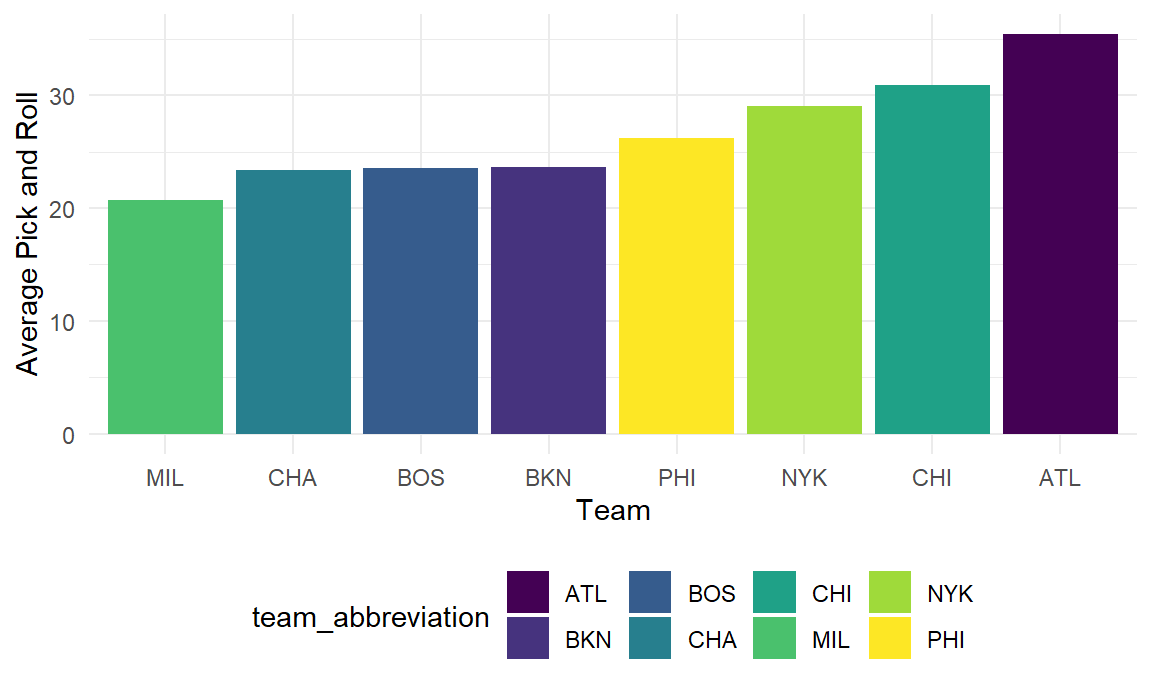 Average Pick and Roll
30
20
10
0
MIL CHA BOS BKN PHI NYK CHI ATL
Team
team_abbreviation
ATL BOS CHI NYK
BKN CHA MIL PHI